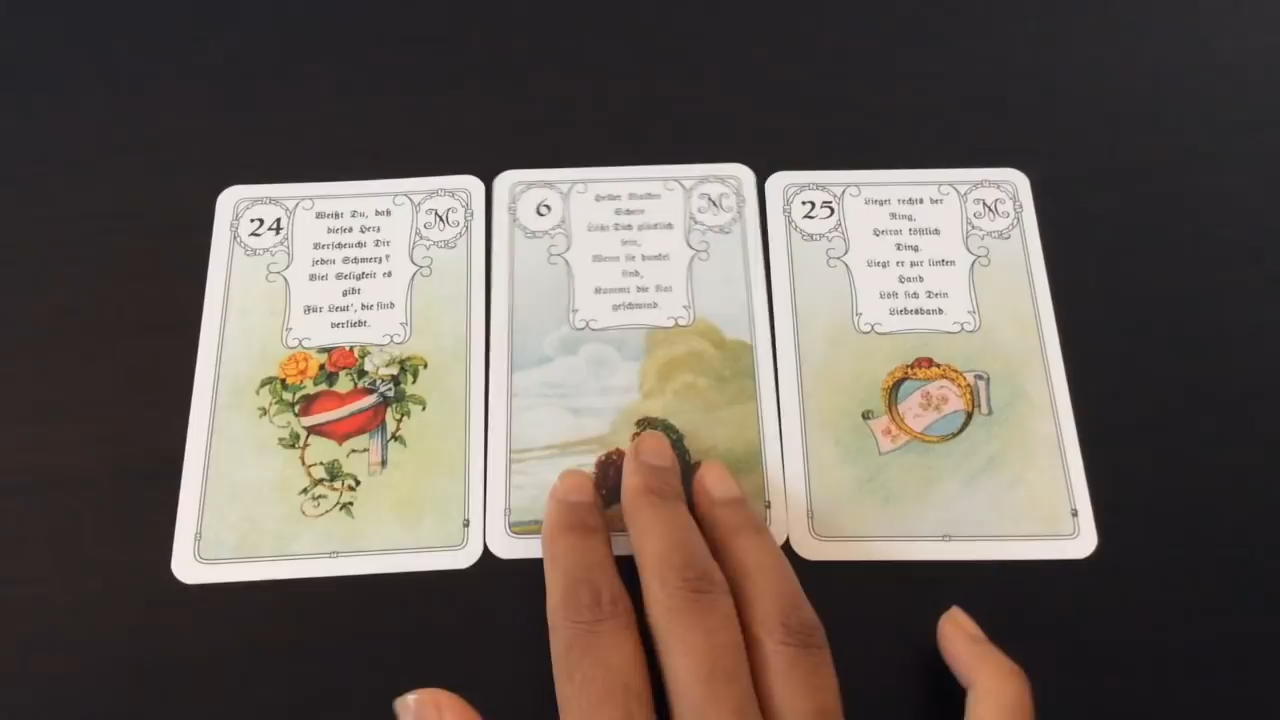 24
Weißt Du, daß
dieses Herz
Verscheucht Dir
jeden Schmerz?
Viel Seligkeit es
gibt
Für Leut', die sind
verliebt.
M
6
Heller Wolken
Schein
Läßt Dich glücklich
sein,
Wenn sie dunkel
sind,
Kommt die Not
geschwind.
M
25
Lieget rechts der
Ring,
Heirat köstlich
Ding.
Liegt er zur linken
Hand
Löst sich Dein
Liebesband.
M